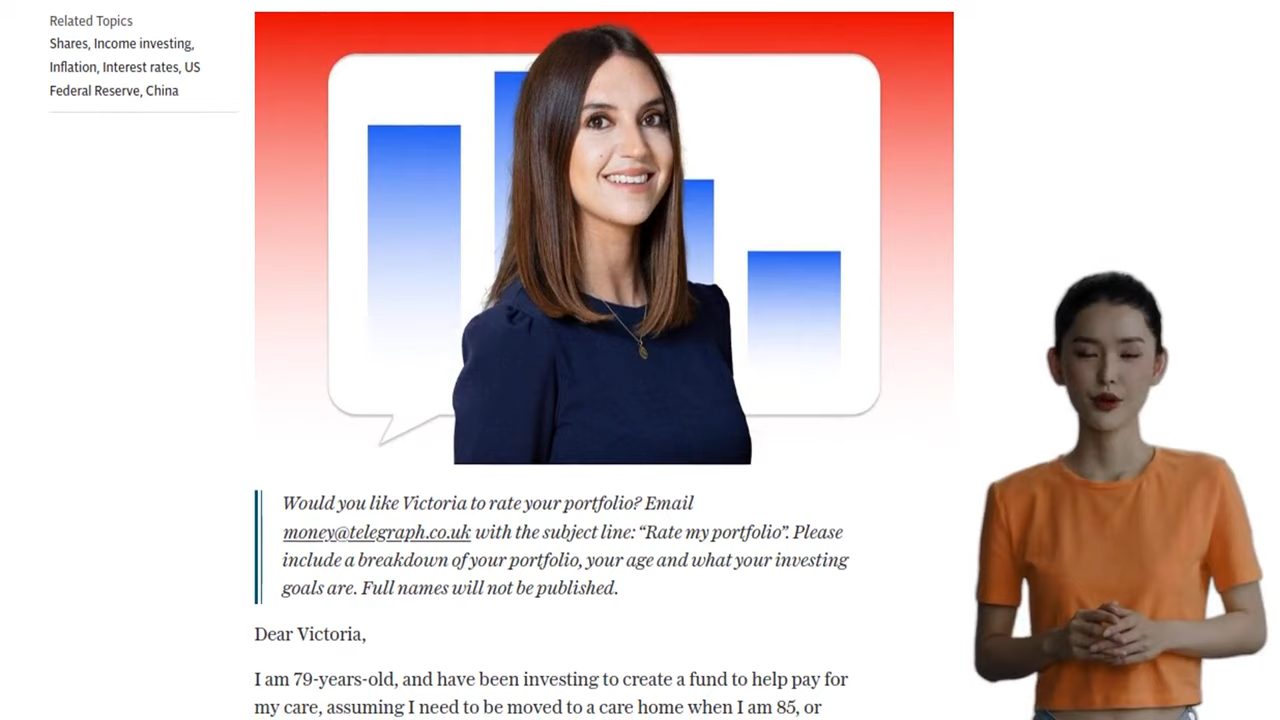 Related Topics
Shares, Income investing,
Inflation, Interest rates, US
Federal Reserve, China
Would you like Victoria to rate your portfolio? Email
money@telegraph.co.uk with the subject line: “Rate my portfolio”. Please
include a breakdown of your portfolio, your age and what your investing
goals are. Full names will not be published.
Dear Victoria,
I am 79-years-old, and have been investing to create a fund to help pay for
my care, assuming I need to be moved to a care home when I am 85, or